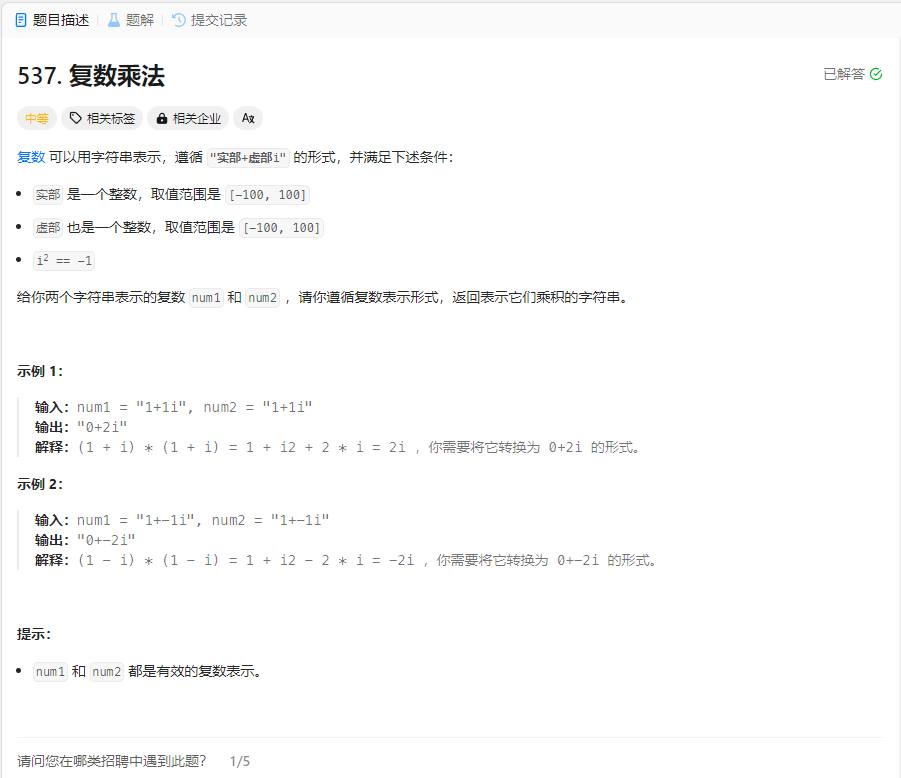 题目描述 题解 提交记录
537. 复数乘法
已解答
中等 相关标签 相关企业 Aあ
复数 可以用字符串表示，遵循 "实部+虚部i" 的形式，并满足下述条件：
• 实部 是一个整数，取值范围是 [-100, 100]
• 虚部 也是一个整数，取值范围是 [-100, 100]
• i² == -1
给你两个字符串表示的复数 num1 和 num2 ，请你遵循复数表示形式，返回表示它们乘积的字符串。
示例 1：
输入：num1 = "1+1i", num2 = "1+1i"
输出："0+2i"
解释：(1 + i) * (1 + i) = 1 + i2 + 2 * i = 2i ，你需要将它转换为 0+2i 的形式。
示例 2：
输入：num1 = "1+-1i", num2 = "1+-1i"
输出："0+-2i"
解释：(1 - i) * (1 - i) = 1 + i2 - 2 * i = -2i ，你需要将它转换为 0+-2i 的形式。
提示：
• num1 和 num2 都是有效的复数表示。
请问您在哪类招聘中遇到此题？ 1/5